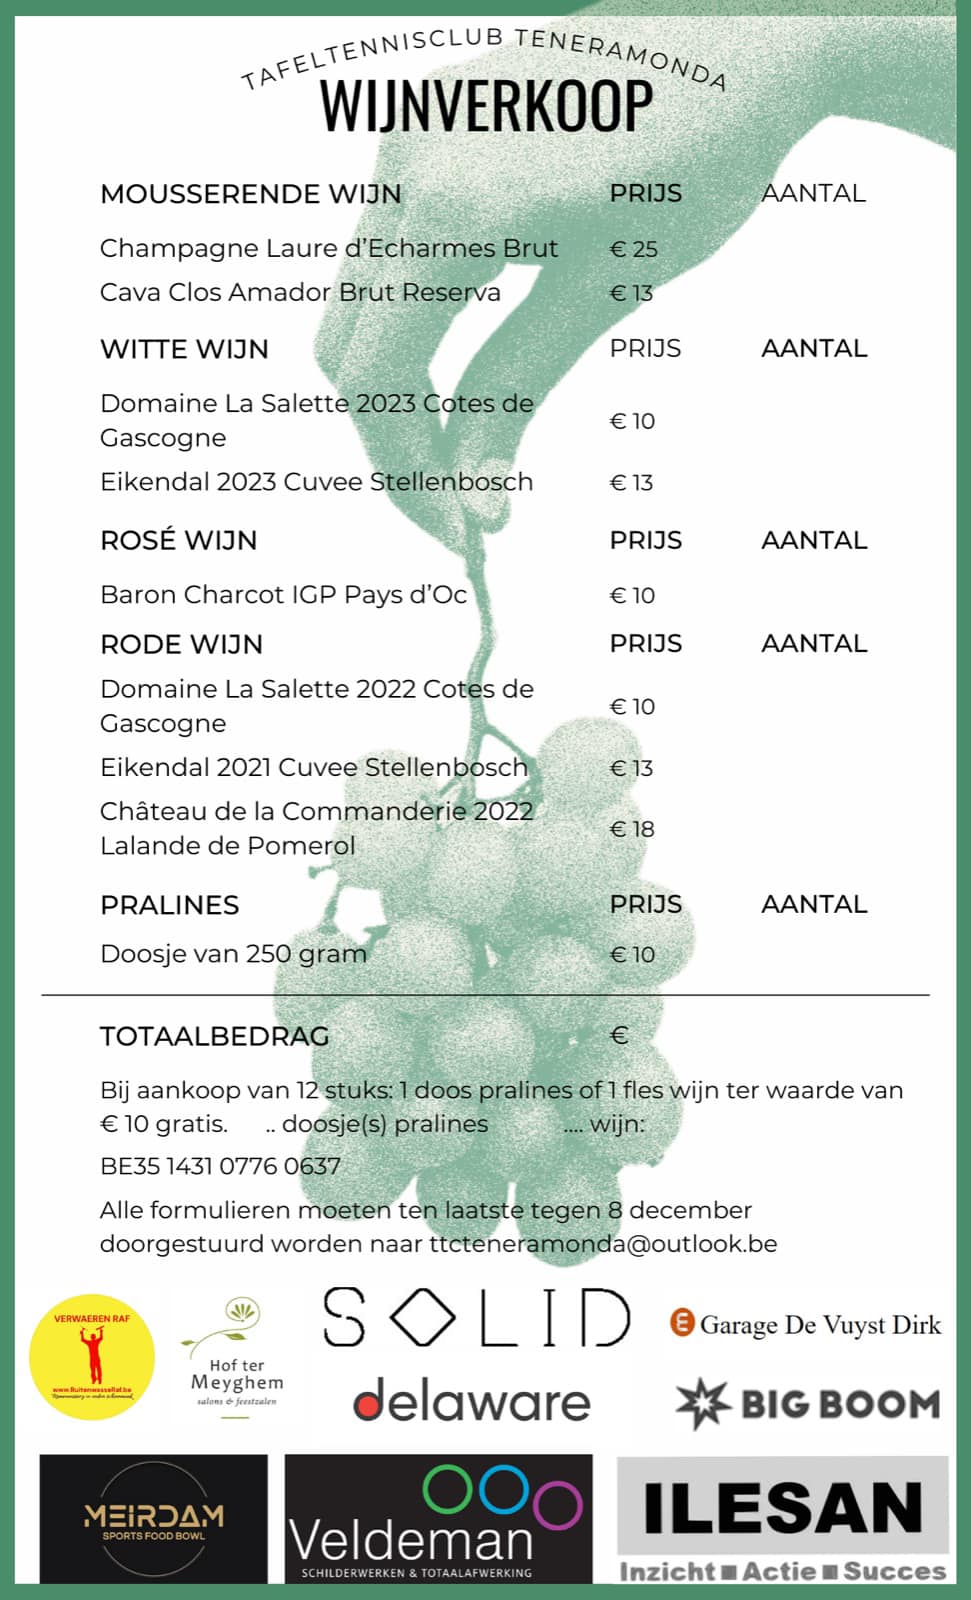 TAFELTENNISCLUB TENERAMONDA
WIJNVERKOOP
MOUSSERENDE WIJN PRIJS AANTAL
Champagne Laure d'Echarmes Brut € 25
Cava Clos Amador Brut Reserva € 13
WITTE WIJN PRIJS AANTAL
Domaine La Salette 2023 Cotes de
Gascogne € 10
Eikendal 2023 Cuvee Stellenbosch € 13
ROSÉ WIJN PRIJS AANTAL
Baron Charcot IGP Pays d'Oc € 10
RODE WIJN PRIJS AANTAL
Domaine La Salette 2022 Cotes de
Gascogne € 10
Eikendal 2021 Cuvee Stellenbosch € 13
Château de la Commanderie 2022
Lalande de Pomerol € 18
PRALINES PRIJS AANTAL
Doosje van 250 gram € 10
TOTAALBEDRAG €
Bij aankoop van 12 stuks: 1 doos pralines of 1 fles wijn ter waarde van
€ 10 gratis. .. doosje(s) pralines .... wijn:
BE35 1431 0776 0637
Alle formulieren moeten ten laatste tegen 8 december
doorgestuurd worden naar ttcteneramonda@outlook.be
VERWAEREN RAF
www.RuitenwasseRaf.be
Hof ter
Meyghem
salons & feestzalen
SOLID
delaware
Garage De Vuyst Dirk
BIG BOOM
MEIRDAM
SPORTS FOOD BOWL
Veldeman
SCHILDERWERKEN & TOTAALAFWERKING
ILESAN
Inzicht ■ Actie ■ Succes